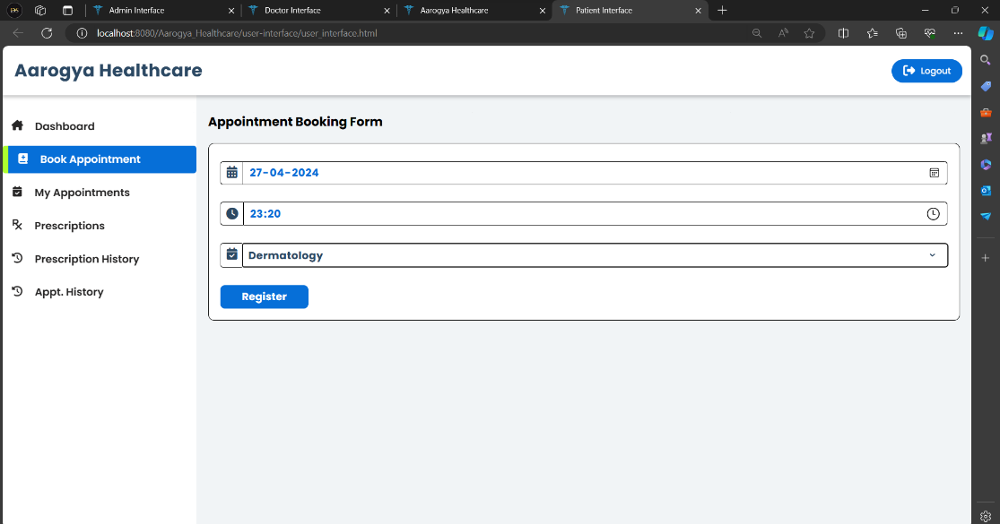 Admin Interface
Doctor Interface
Aarogya Healthcare
Patient Interface
localhost:8080/Aarogya_Healthcare/user-interface/user_interface.html
Aarogya Healthcare
Logout
Dashboard
Book Appointment
My Appointments
Prescriptions
Prescription History
Appt. History
Appointment Booking Form
27-04-2024
23:20
Dermatology
Register